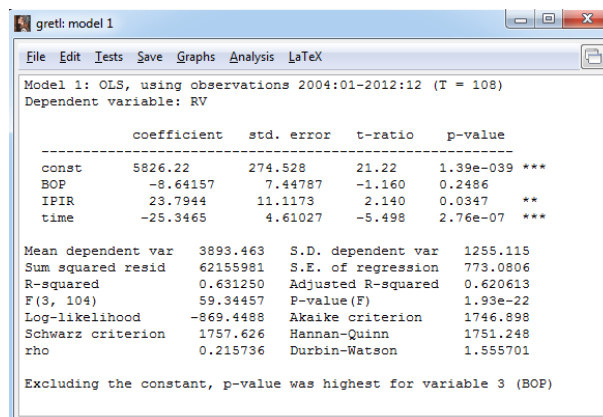 gretl: model 1
File Edit Tests Save Graphs Analysis LaTeX
Model 1: OLS, using observations 2004:01-2012:12 (T = 108)
Dependent variable: RV
coefficient std. error t-ratio p-value
const 5826.22 274.528 21.22 1.39e-039 ***
BOP −8.64157 7.44787 −1.160 0.2486
IPIR 23.7944 11.1173 2.140 0.0347 **
time −25.3465 4.61027 −5.498 2.76e-07 ***
Mean dependent var 3893.463 S.D. dependent var 1255.115
Sum squared resid 62155981 S.E. of regression 773.0806
R-squared 0.631250 Adjusted R-squared 0.620613
F(3, 104) 59.34457 P-value(F) 1.93e-22
Log-likelihood −869.4488 Akaike criterion 1746.898
Schwarz criterion 1757.626 Hannan-Quinn 1751.248
rho 0.215736 Durbin-Watson 1.555701
Excluding the constant, p-value was highest for variable 3 (BOP)